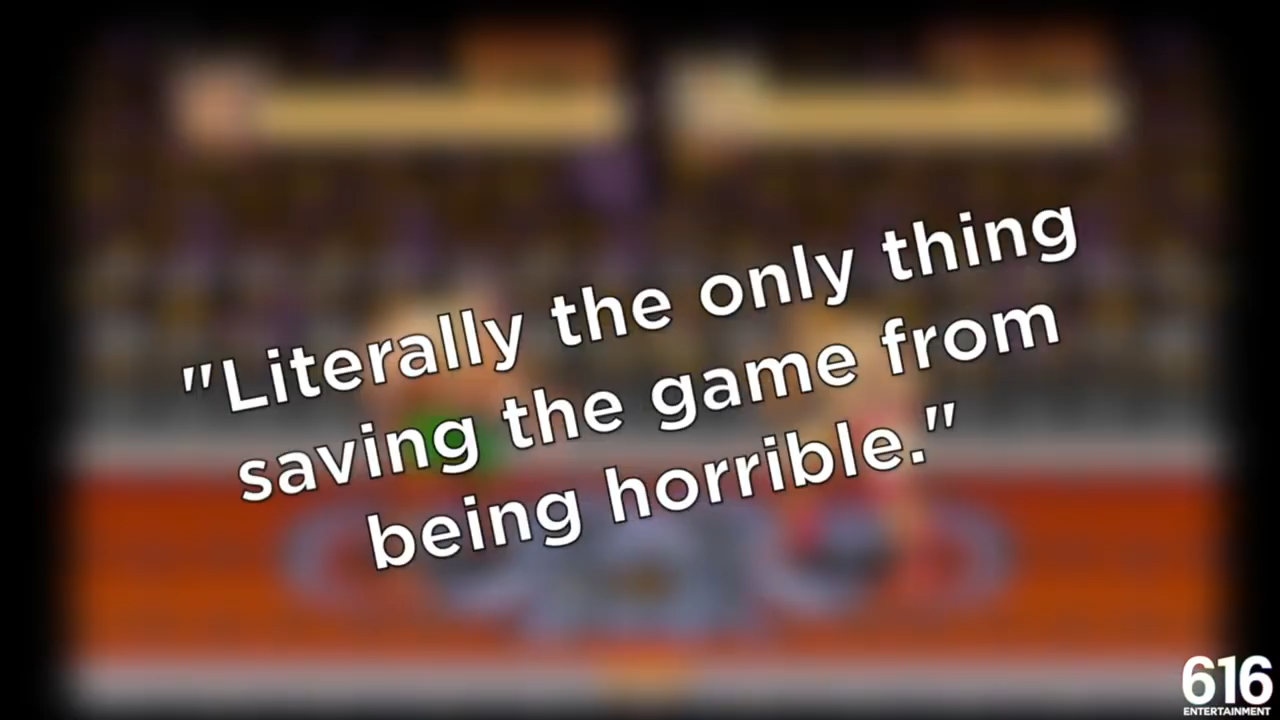 "Literally the only thing
saving the game from
being horrible."
616
ENTERTAINMENT